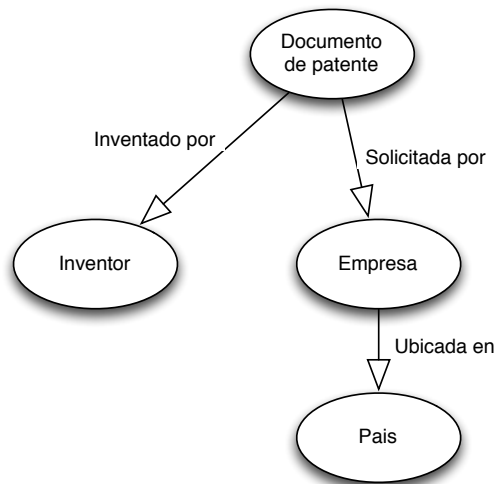 Documento
de patente
Inventado por
Solicitada por
Inventor
Empresa
Ubicada en
Pais